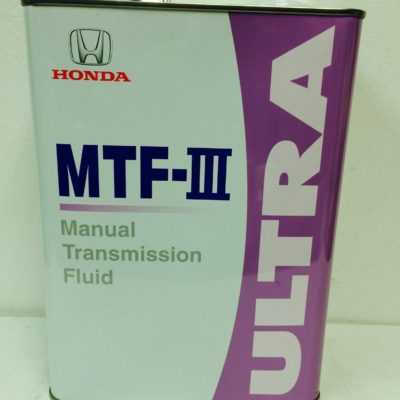 HONDA
MTF-III
Manual
Transmission
Fluid
ULTRA